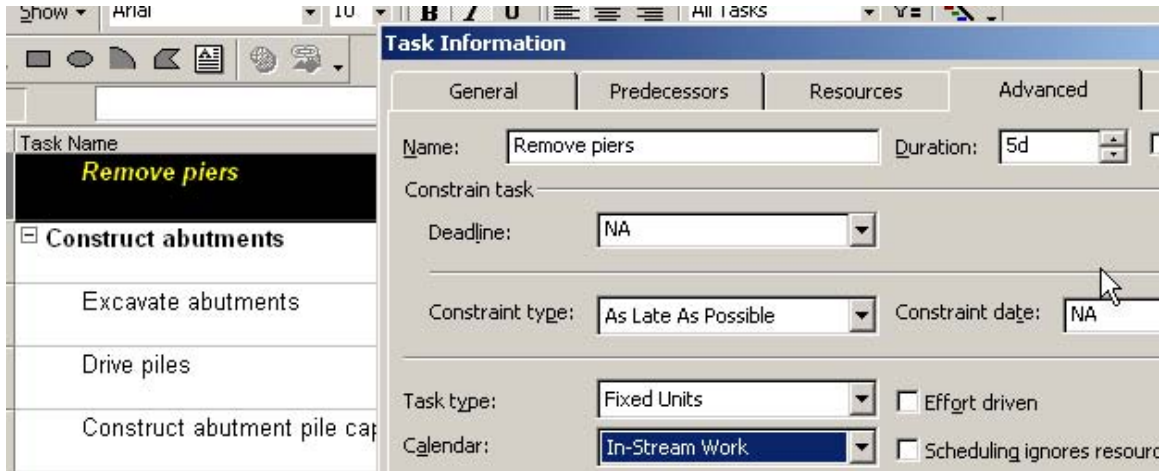 Show Arial 10 B I U All Tasks
Task Information
General Predecessors Resources Advanced
Task Name
Name: Remove piers Duration: 5d
Remove piers
Constrain task
Deadline: NA
Construct abutments
Excavate abutments
Constraint type: As Late As Possible Constraint date: NA
Drive piles
Task type: Fixed Units Effort driven
Construct abutment pile
Calendar: In-Stream Work Scheduling ignores